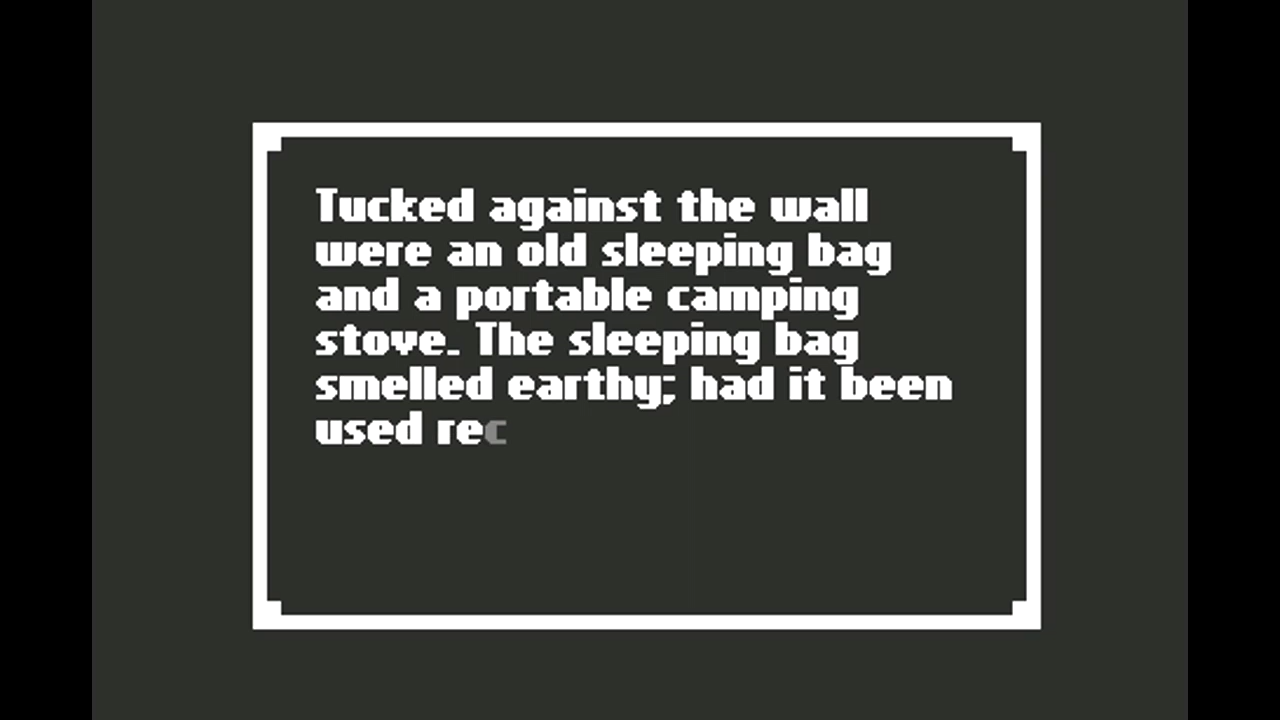 Tucked against the wall
were an old sleeping bag
and a portable camping
stove. The sleeping bag
smelled earthy; had it been
used rec